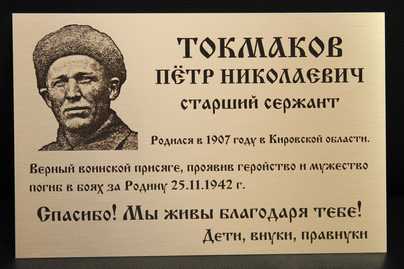 ТОКМАКОВ
ПЁТР НИКОЛАЕВИЧ
старший сержант
Родился в 1907 году в Кировской области.
Верный воинской присяге, проявив геройство и мужество
погиб в боях за Родину 25.11.1942 г.
Спасибо! Мы живы благодаря тебе!
Дети, внуки, правнуки